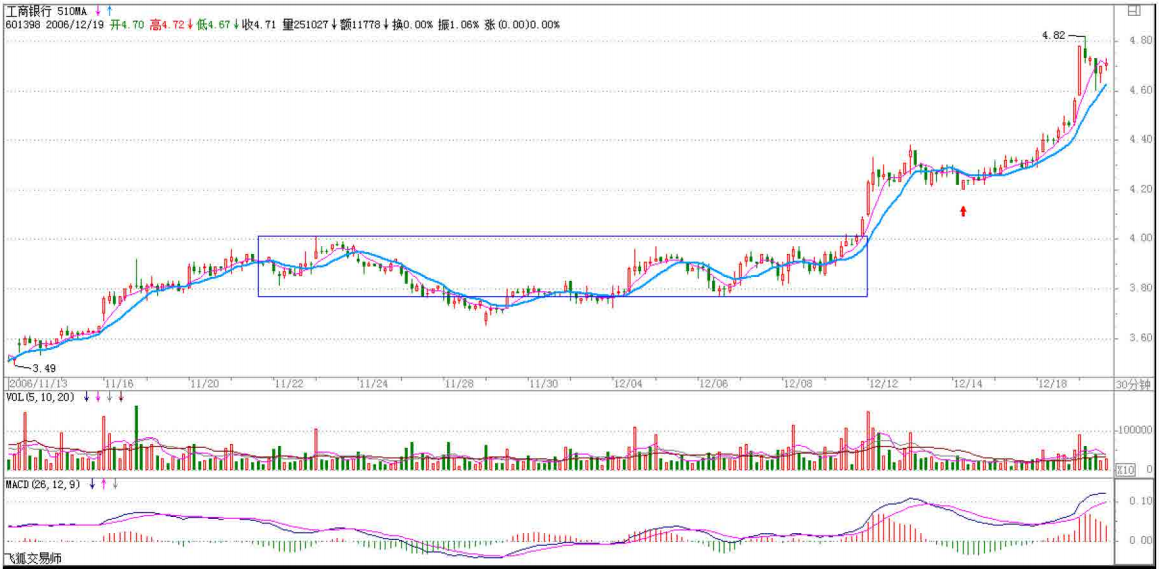 工商银行 510MA ↓ ↑
601398 2006/12/19 开4.70 高4.72↓低4.67↓收4.71 量251027↓额11778↓换0.00% 振1.06% 涨(0.00)0.00%
4.82
4.80
4.60
4.40
4.20
4.00
3.80
3.60
3.49
2006/11/13 11/16 11/20 11/22 11/24 11/28 11/30 12/04 12/06 12/08 12/12 12/14 12/18 30分钟
VOL(5,10,20) ↓ ↓ ↓ ↓
100000
X10 0
MACD(26,12,9) ↓ ↑ ↓
0.10
0.00
飞狐交易师